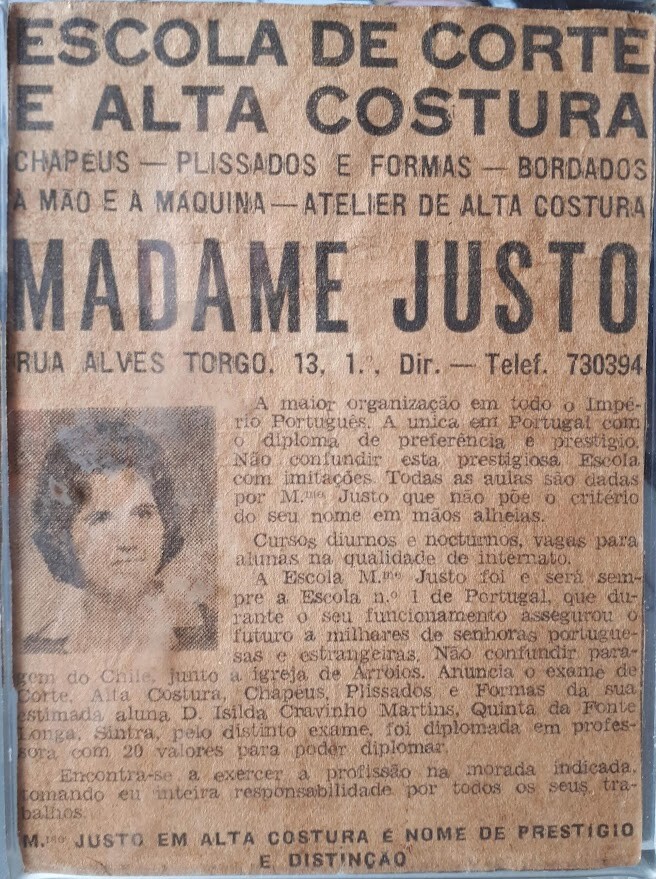 ESCOLA DE CORTE
E ALTA COSTURA
CHAPÉUS — PLISSADOS E FORMAS — BORDADOS
A MÃO E A MÁQUINA — ATELIER DE ALTA COSTURA
MADAME JUSTO
RUA ALVES TORGO, 13, 1.º, Dir. — Telef. 730394
A maior organização em todo o Impé-
rio Português. A unica em Portugal com
o diploma de preferência e prestígio.
Não confundir esta prestigiosa Escola
com imitações. Todas as aulas são dadas
por M.me Justo que não põe o critério
do seu nome em mãos alheias.
Cursos diurnos e nocturnos, vagas para
alunas na qualidade de internato.
A Escola M.me Justo foi e será sem-
pre a Escola n.º 1 de Portugal, que du-
rante o seu funcionamento assegurou o
futuro a milhares de senhoras portugue-
sas e estrangeiras. Não confundir para-
gem do Chile, junto à Igreja de Arroios. Anuncia o exame de
Corte, Alta Costura, Chapéus, Plissados e Formas da sua
estimada aluna D. Isilda Cravinho Martins, Quinta da Fonte
Longa, Sintra, pelo distinto exame, foi diplomada em profes-
sora com 20 valores para poder diplomar.
Encontra-se a exercer a profissão na morada indicada,
tomando eu inteira responsabilidade por todos os seus tra-
balhos.
M.me JUSTO EM ALTA COSTURA É NOME DE PRESTÍGIO
E DISTINÇÃO